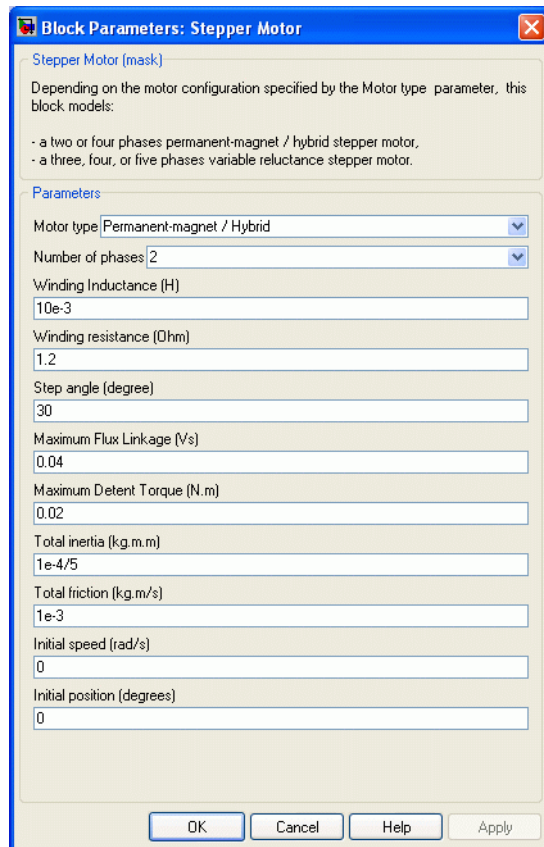 Block Parameters: Stepper Motor
Stepper Motor (mask)
Depending on the motor configuration specified by the Motor type parameter, this
block models:
- a two or four phases permanent-magnet / hybrid stepper motor,
- a three, four, or five phases variable reluctance stepper motor.
Parameters
Motor type Permanent-magnet / Hybrid
Number of phases 2
Winding Inductance (H)
10e-3
Winding resistance (Ohm)
1.2
Step angle (degree)
30
Maximum Flux Linkage (Vs)
0.04
Maximum Detent Torque (N.m)
0.02
Total inertia (kg.m.m)
1e-4/5
Total friction (kg.m/s)
1e-3
Initial speed (rad/s)
0
Initial position (degrees)
0
OK Cancel Help Apply